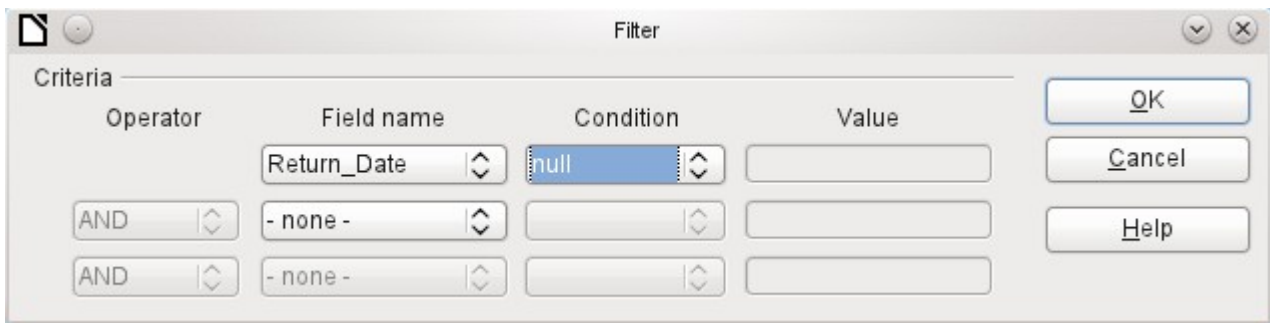 Filter
Criteria
Operator Field name Condition Value
Return_Date null
AND - none -
AND - none -
OK
Cancel
Help